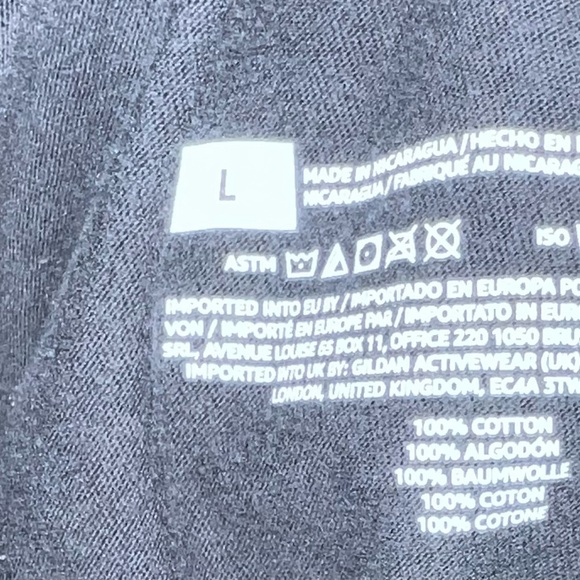 L
MADE IN NICARAGUA / HECHO EN
NICARAGUA / FABRIQUÉ AU NICARAG
ASTM
ISO
IMPORTED INTO EU BY / IMPORTADO EN EUROPA PO
VON / IMPORTÉ EN EUROPE PAR / IMPORTATO IN EUR
SRL, AVENUE LOUISE 65 BOX 11, OFFICE 220 1050 BRU
IMPORTED INTO UK BY: GILDAN ACTIVEWEAR (UK)
LONDON, UNITED KINGDOM, EC4A 3TW
100% COTTON
100% ALGODÓN
100% BAUMWOLLE
100% COTON
100% COTONE